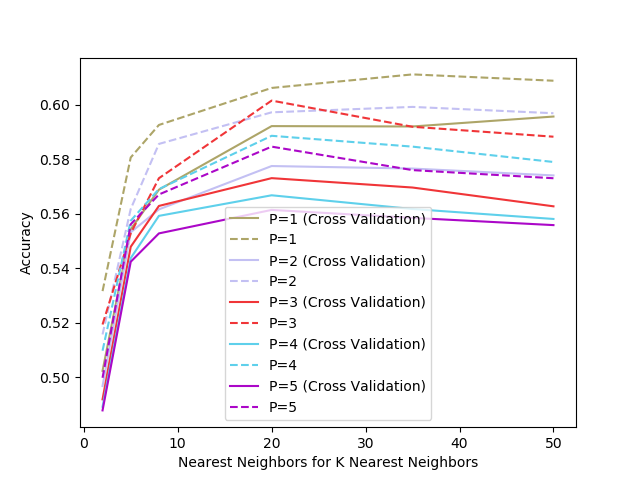 0.60
0.58
0.56
0.54
0.52
0.50
Accuracy
P=1 (Cross Validation)
P=1
P=2 (Cross Validation)
P=2
P=3 (Cross Validation)
P=3
P=4 (Cross Validation)
P=4
P=5 (Cross Validation)
P=5
0 10 20 30 40 50
Nearest Neighbors for K Nearest Neighbors